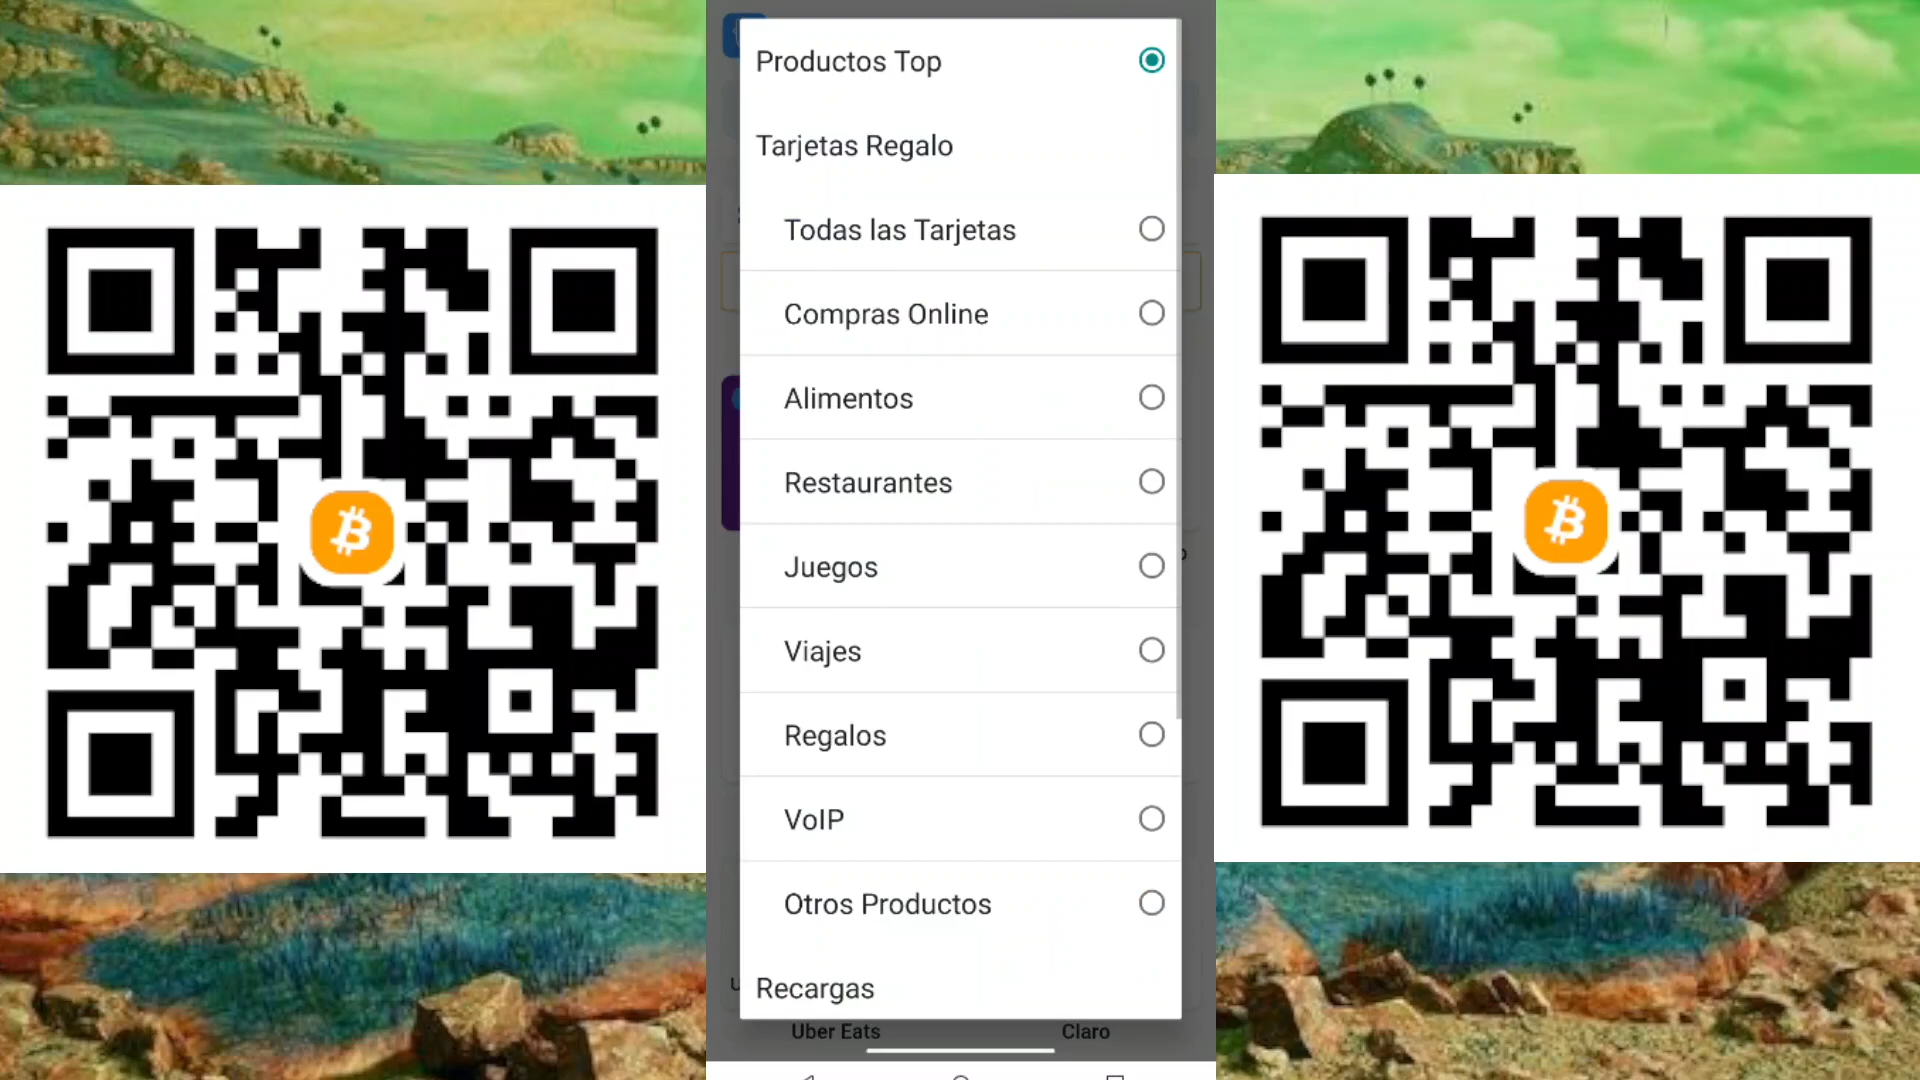 Productos Top
Tarjetas Regalo
Todas las Tarjetas
Compras Online
Alimentos
Restaurantes
Juegos
Viajes
Regalos
VoIP
Otros Productos
Recargas
Uber Eats
Claro